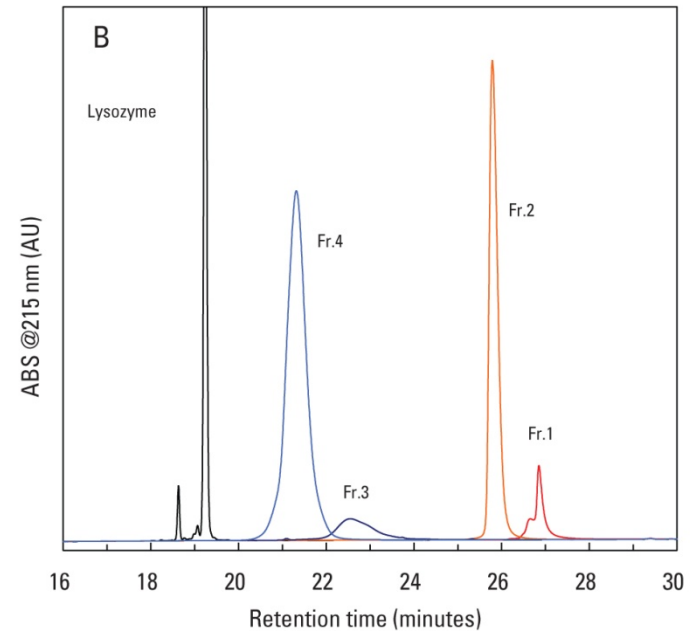 B
Lysozyme
Fr.2
Fr.4
Fr.1
Fr.3
ABS @215 nm (AU)
16 18 20 22 24 26 28 30
Retention time (minutes)